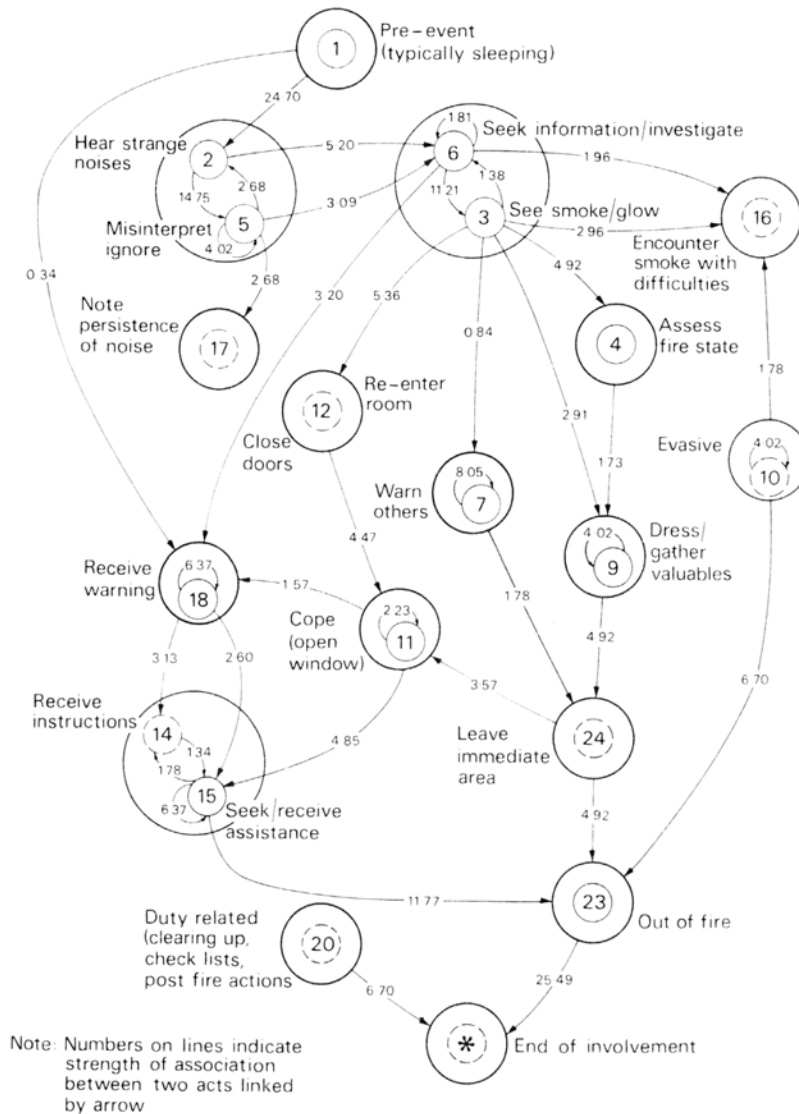 1
Pre-event
(typically sleeping)
24·70
Hear strange
noises
2
5·20
1·81
6
Seek information/investigate
1·96
14·75
2·68
11·21
1·38
Misinterpret
ignore
5
4·02
3·09
3
See smoke/glow
2·96
16
Encounter
smoke with
difficulties
0·34
2·68
3·20
5·36
4·92
Note
persistence
of noise
17
0·84
4
Assess
fire state
1·78
12
Re-enter
room
Close
doors
2·91
1·73
Evasive
4·02
10
Warn
others
8·05
7
4·47
4·02
9
Dress/
gather
valuables
Receive
warning
6·37
18
1·57
Cope
(open
window)
2·23
11
1·78
4·92
3·13
2·60
3·57
6·70
Receive
instructions
14
1·34
1·78
4·85
Leave
immediate
area
24
15
6·37
Seek/receive
assistance
4·92
11·77
23
Out of fire
Duty related
(clearing up,
check lists,
post fire actions
20
6·70
25·49
*
End of involvement
Note: Numbers on lines indicate
strength of association
between two acts linked
by arrow